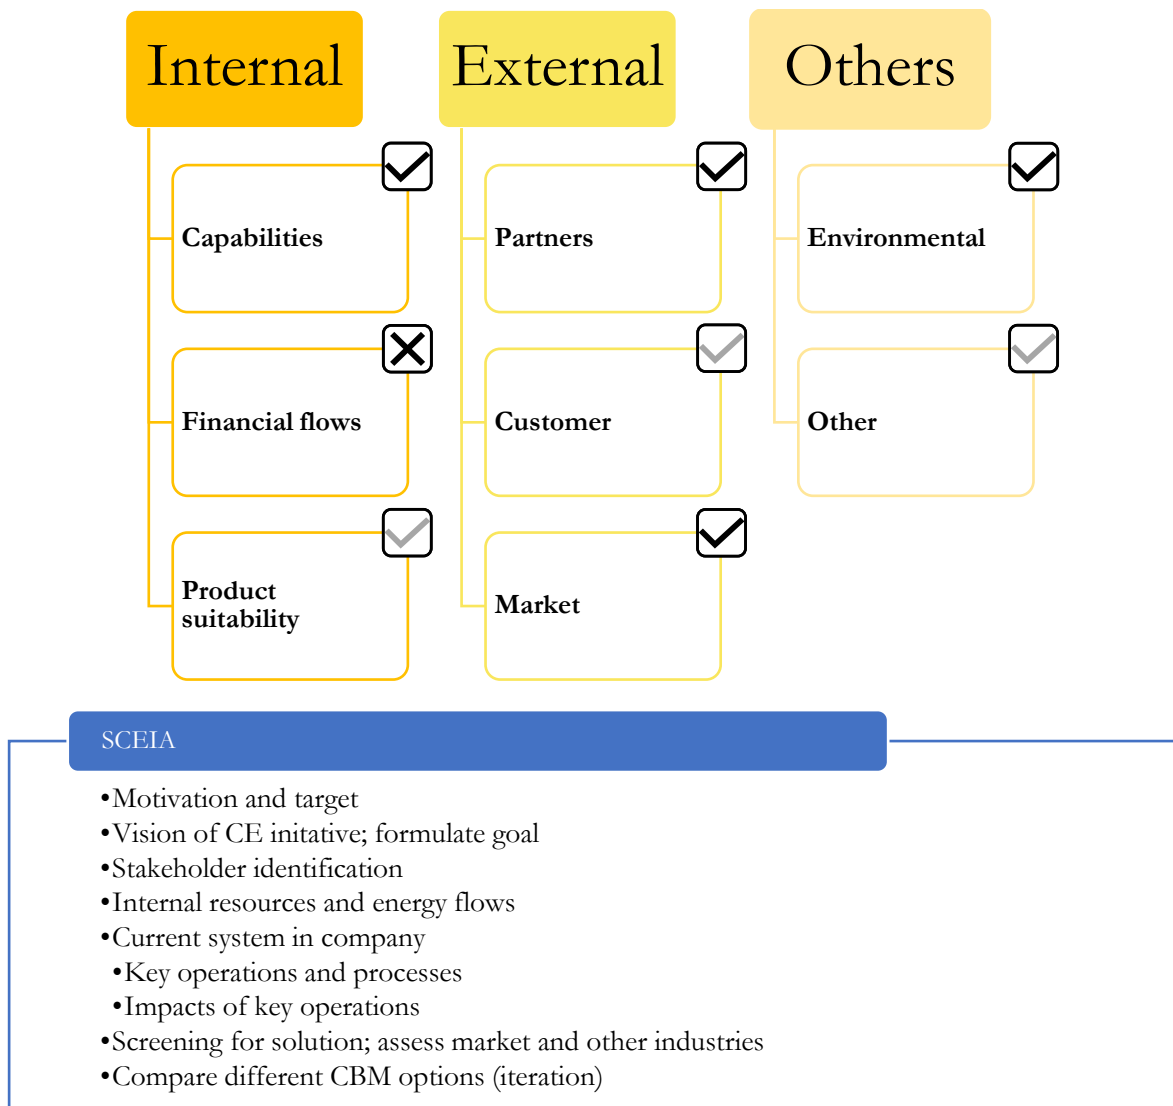 Internal
Capabilities
Financial flows
Product
suitability
External
Partners
Customer
Market
Others
Environmental
Other
SCEIA
•Motivation and target
•Vision of CE initative; formulate goal
•Stakeholder identification
•Internal resources and energy flows
•Current system in company
•Key operations and processes
•Impacts of key operations
•Screening for solution; assess market and other industries
•Compare different CBM options (iteration)